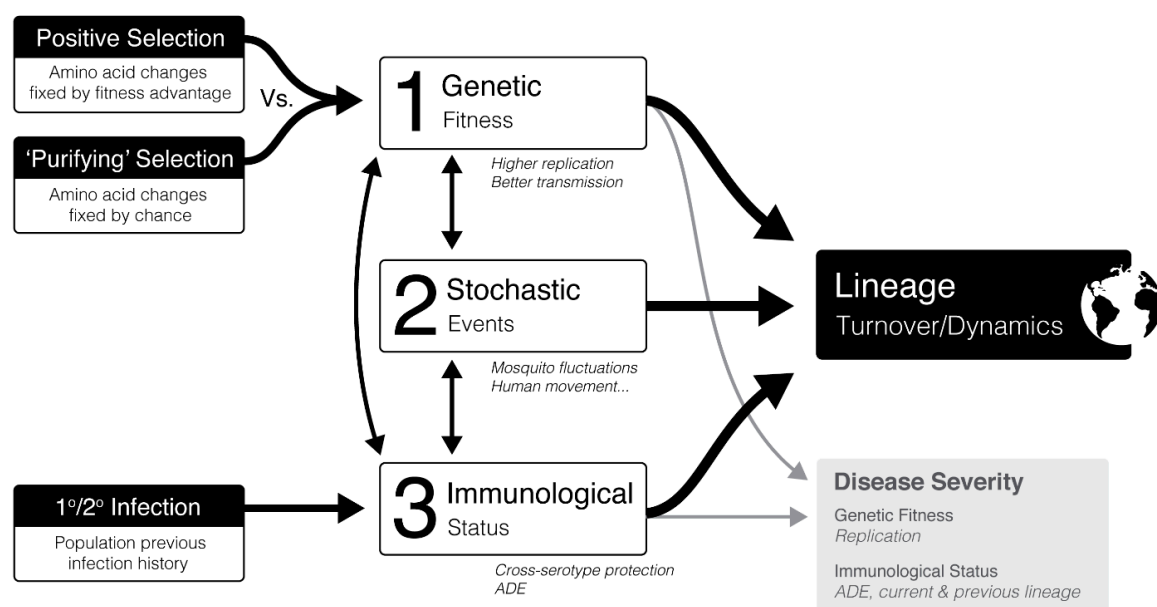 Positive Selection
Amino acid changes
fixed by fitness advantage
Vs.
'Purifying' Selection
Amino acid changes
fixed by chance
1 Genetic
Fitness
Higher replication
Better transmission
2 Stochastic
Events
Mosquito fluctuations
Human movement...
Lineage
Turnover/Dynamics
1º/2º Infection
Population previous
infection history
3 Immunological
Status
Cross-serotype protection
ADE
Disease Severity
Genetic Fitness
Replication
Immunological Status
ADE, current & previous lineage